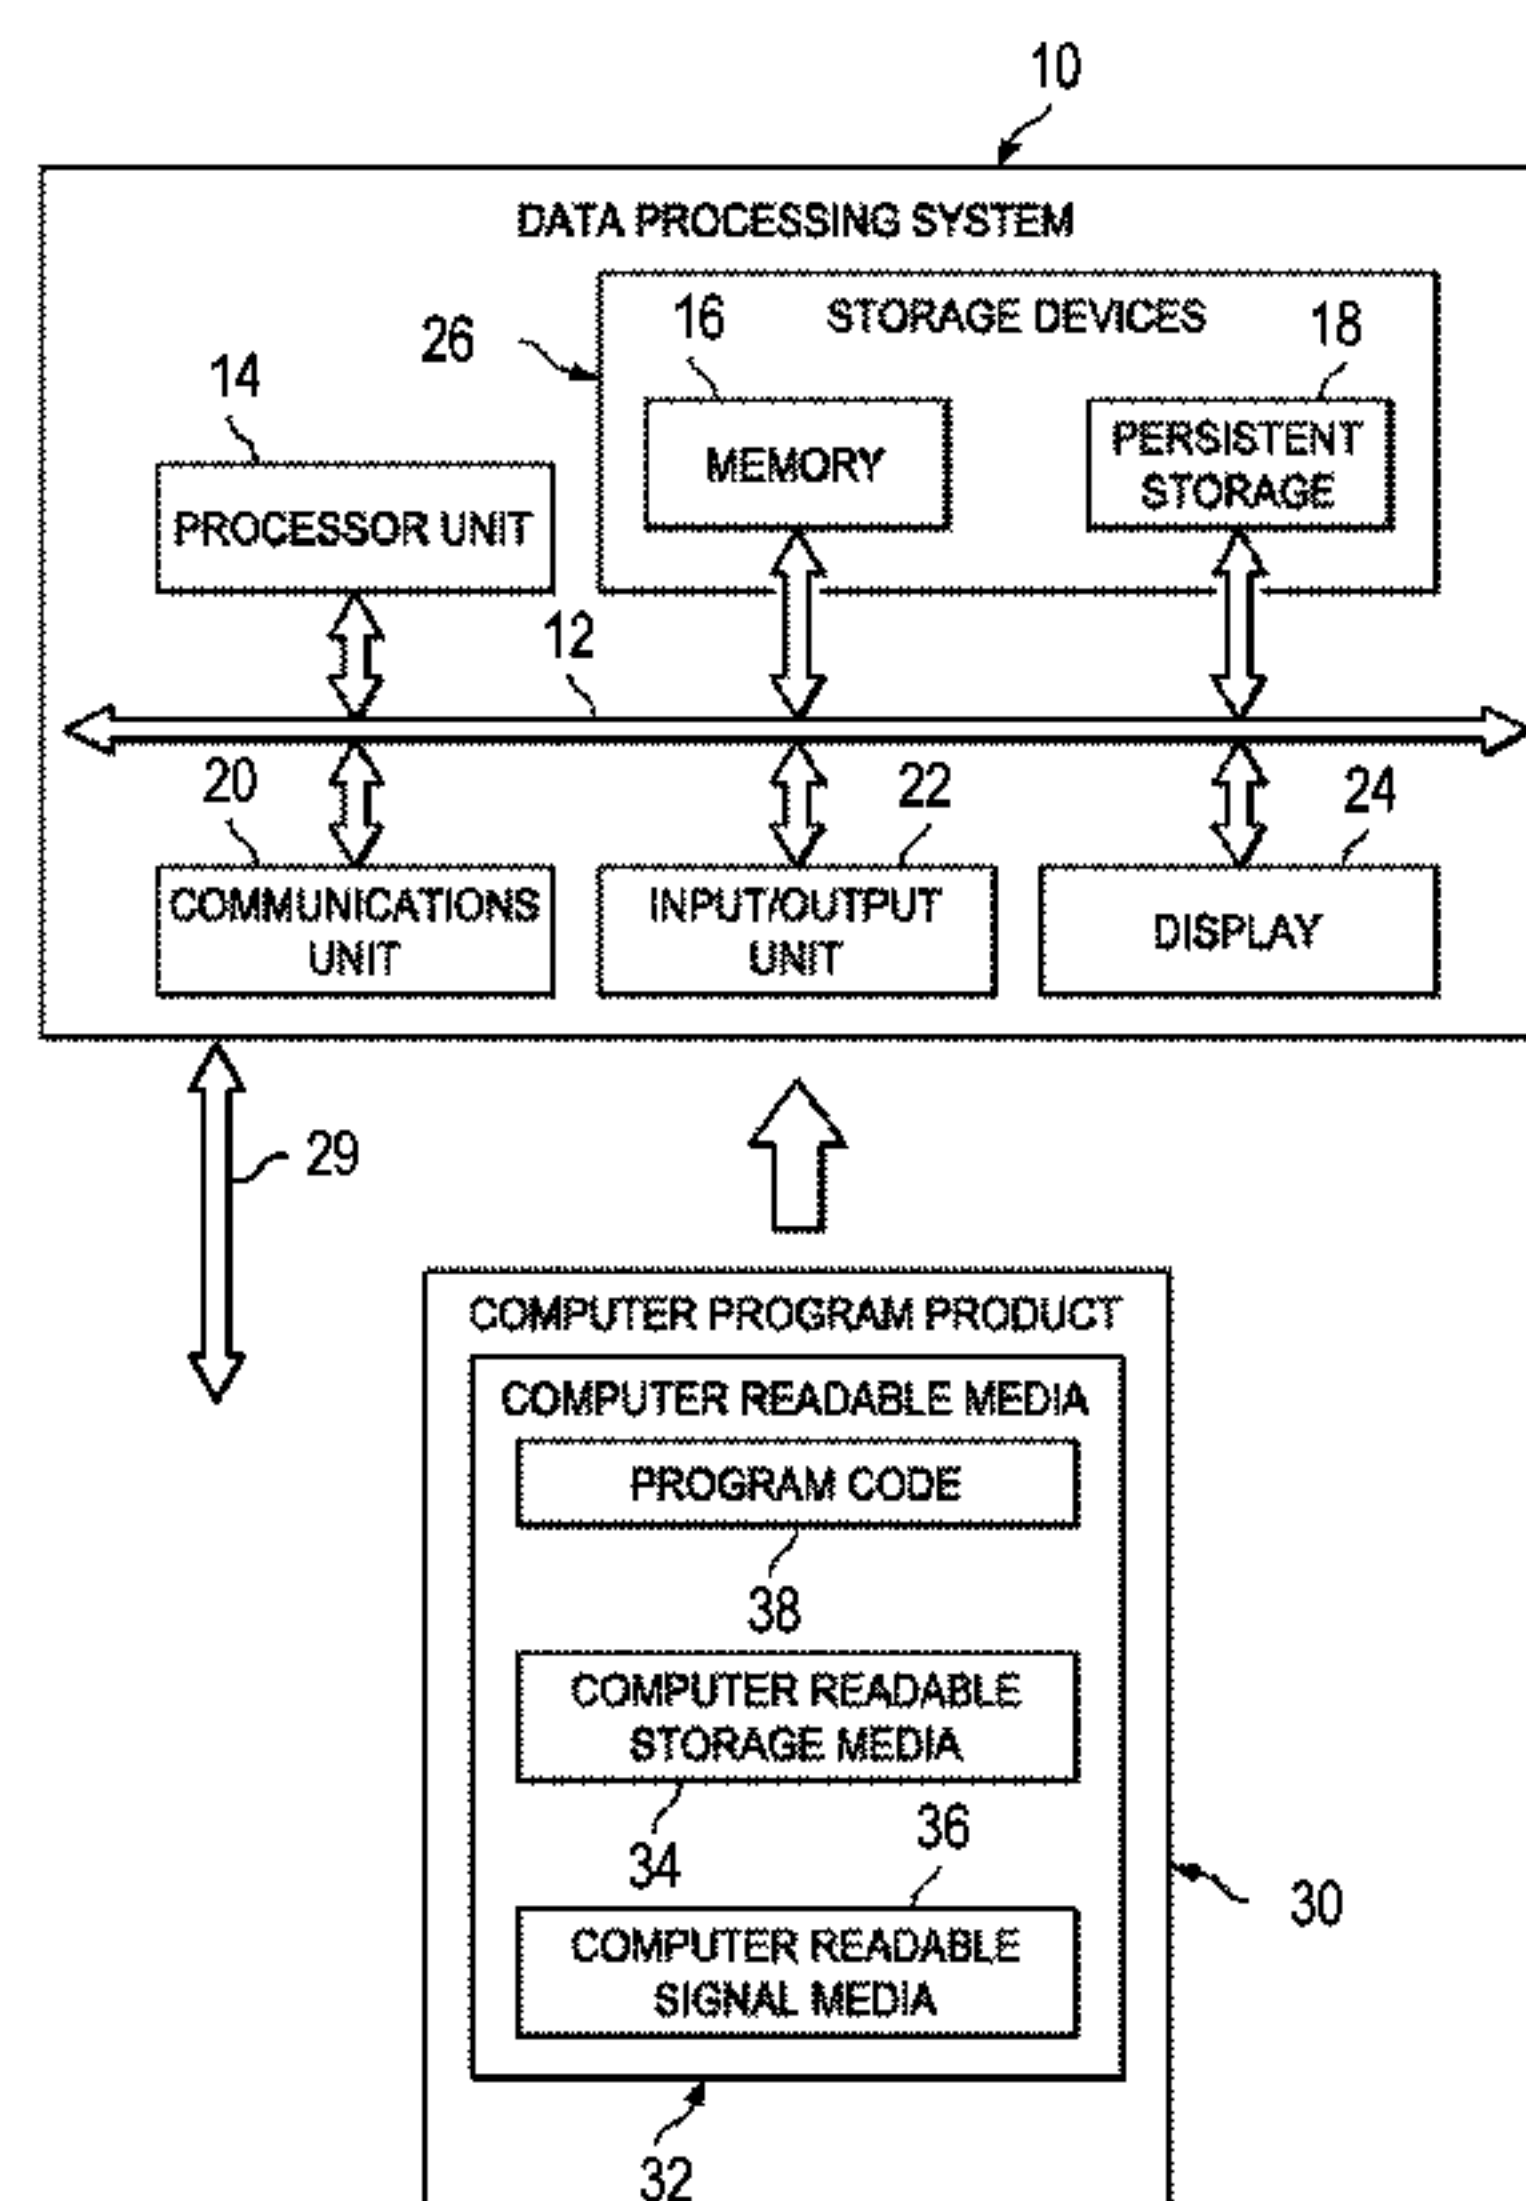 10
DATA PROCESSING SYSTEM
STORAGE DEVICES
26
16
18
14
MEMORY
PERSISTENT
STORAGE
PROCESSOR UNIT
12
20
22
24
COMMUNICATIONS
UNIT
INPUT/OUTPUT
UNIT
DISPLAY
29
COMPUTER PROGRAM PRODUCT
COMPUTER READABLE MEDIA
PROGRAM CODE
38
COMPUTER READABLE
STORAGE MEDIA
34
36
30
COMPUTER READABLE
SIGNAL MEDIA
32